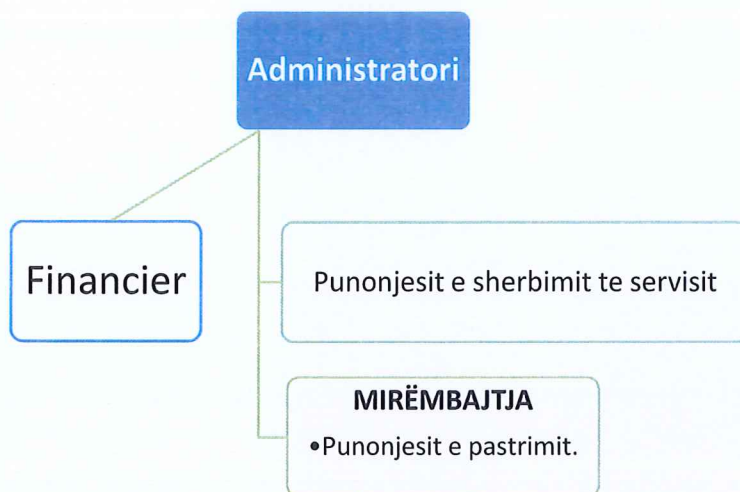 Administratori
Financier
Punonjesit e sherbimit te servisit
MIRËMBAJTJA
•Punonjesit e pastrimit.